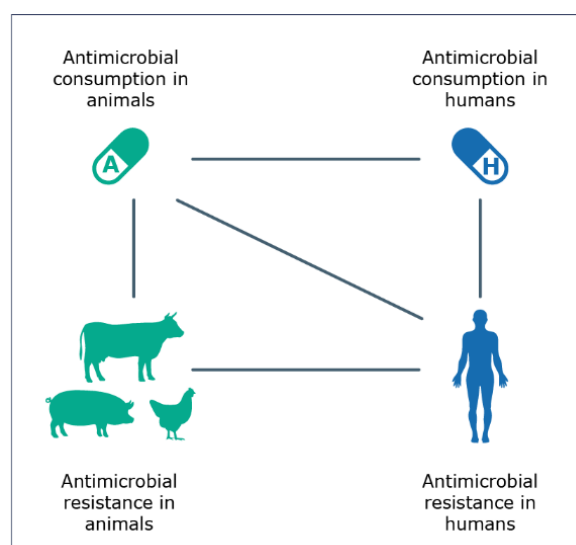 Antimicrobial
consumption in
animals
Antimicrobial
consumption in
humans
A
H
Antimicrobial
resistance in
animals
Antimicrobial
resistance in
humans